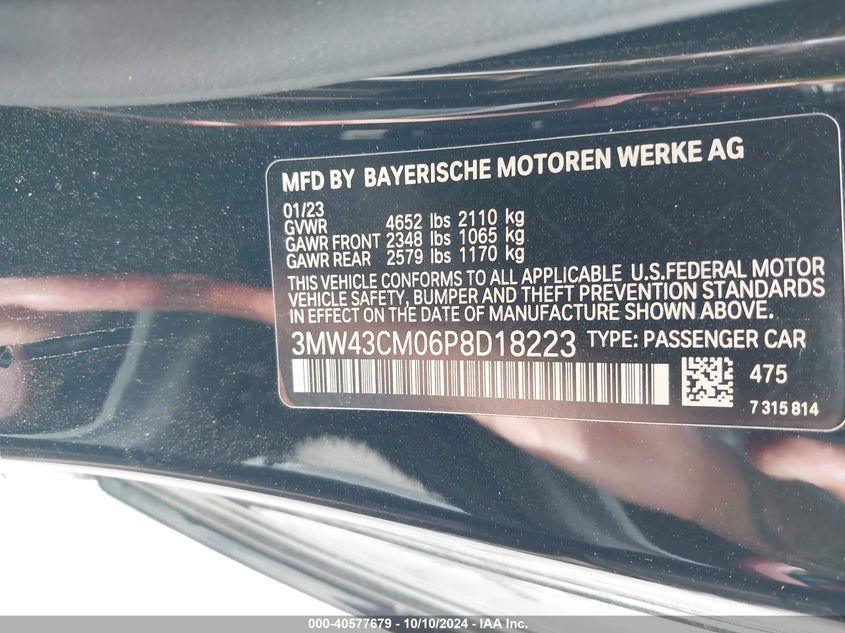 MFD BY BAYERISCHE MOTOREN WERKE AG
01/23
GVWR 4652 lbs 2110 kg
GAWR FRONT 2348 lbs 1065 kg
GAWR REAR 2579 lbs 1170 kg
THIS VEHICLE CONFORMS TO ALL APPLICABLE U.S.FEDERAL MOTOR
VEHICLE SAFETY, BUMPER AND THEFT PREVENTION STANDARDS
IN EFFECT ON THE DATE OF MANUFACTURE SHOWN ABOVE.
3MW43CM06P8D18223 TYPE: PASSENGER CAR
475
7 315 814
000-40577679 - 10/10/2024 - IAA Inc.